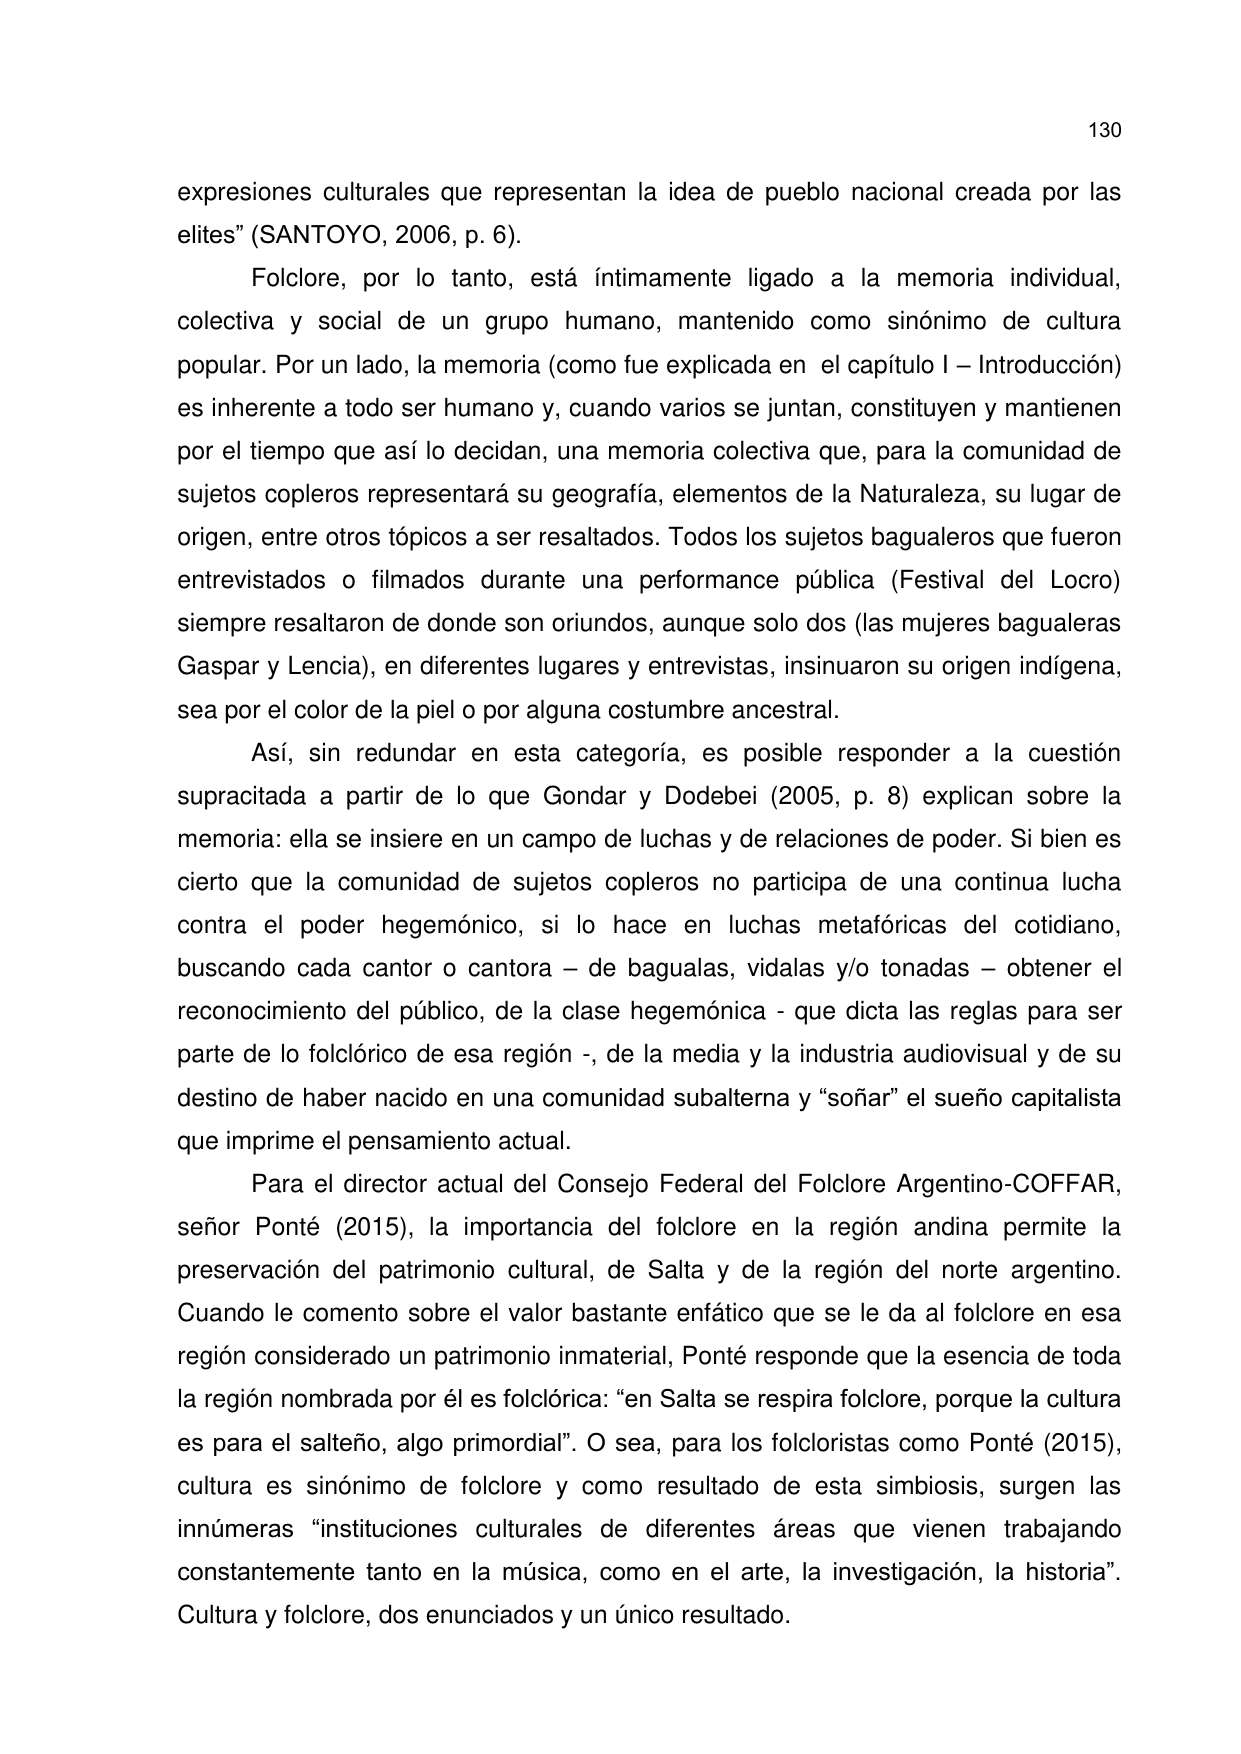 130
expresiones culturales que representan la idea de pueblo nacional creada por las
elites” (SANTOYO, 2006, p. 6).
Folclore, por lo tanto, está íntimamente ligado a la memoria individual,
colectiva y social de un grupo humano, mantenido como sinónimo de cultura
popular. Por un lado, la memoria (como fue explicada en  el capítulo I – Introducción)
es inherente a todo ser humano y, cuando varios se juntan, constituyen y mantienen
por el tiempo que así lo decidan, una memoria colectiva que, para la comunidad de
sujetos copleros representará su geografía, elementos de la Naturaleza, su lugar de
origen, entre otros tópicos a ser resaltados. Todos los sujetos bagualeros que fueron
entrevistados o filmados durante una performance pública (Festival del Locro)
siempre resaltaron de donde son oriundos, aunque solo dos (las mujeres bagualeras
Gaspar y Lencia), en diferentes lugares y entrevistas, insinuaron su origen indígena,
sea por el color de la piel o por alguna costumbre ancestral.
Así, sin redundar en esta categoría, es posible responder a la cuestión
supracitada a partir de lo que Gondar y Dodebei (2005, p. 8) explican sobre la
memoria: ella se insiere en un campo de luchas y de relaciones de poder. Si bien es
cierto que la comunidad de sujetos copleros no participa de una continua lucha
contra el poder hegemónico, si lo hace en luchas metafóricas del cotidiano,
buscando cada cantor o cantora – de bagualas, vidalas y/o tonadas – obtener el
reconocimiento del público, de la clase hegemónica - que dicta las reglas para ser
parte de lo folclórico de esa región -, de la media y la industria audiovisual y de su
destino de haber nacido en una comunidad subalterna y “soñar” el sueño capitalista
que imprime el pensamiento actual.
Para el director actual del Consejo Federal del Folclore Argentino-COFFAR,
señor Ponté (2015), la importancia del folclore en la región andina permite la
preservación del patrimonio cultural, de Salta y de la región del norte argentino.
Cuando le comento sobre el valor bastante enfático que se le da al folclore en esa
región considerado un patrimonio inmaterial, Ponté responde que la esencia de toda
la región nombrada por él es folclórica: “en Salta se respira folclore, porque la cultura
es para el salteño, algo primordial”. O sea, para los folcloristas como Ponté (2015),
cultura es sinónimo de folclore y como resultado de esta simbiosis, surgen las
innúmeras “instituciones culturales de diferentes áreas que vienen trabajando
constantemente tanto en la música, como en el arte, la investigación, la historia”.
Cultura y folclore, dos enunciados y un único resultado.